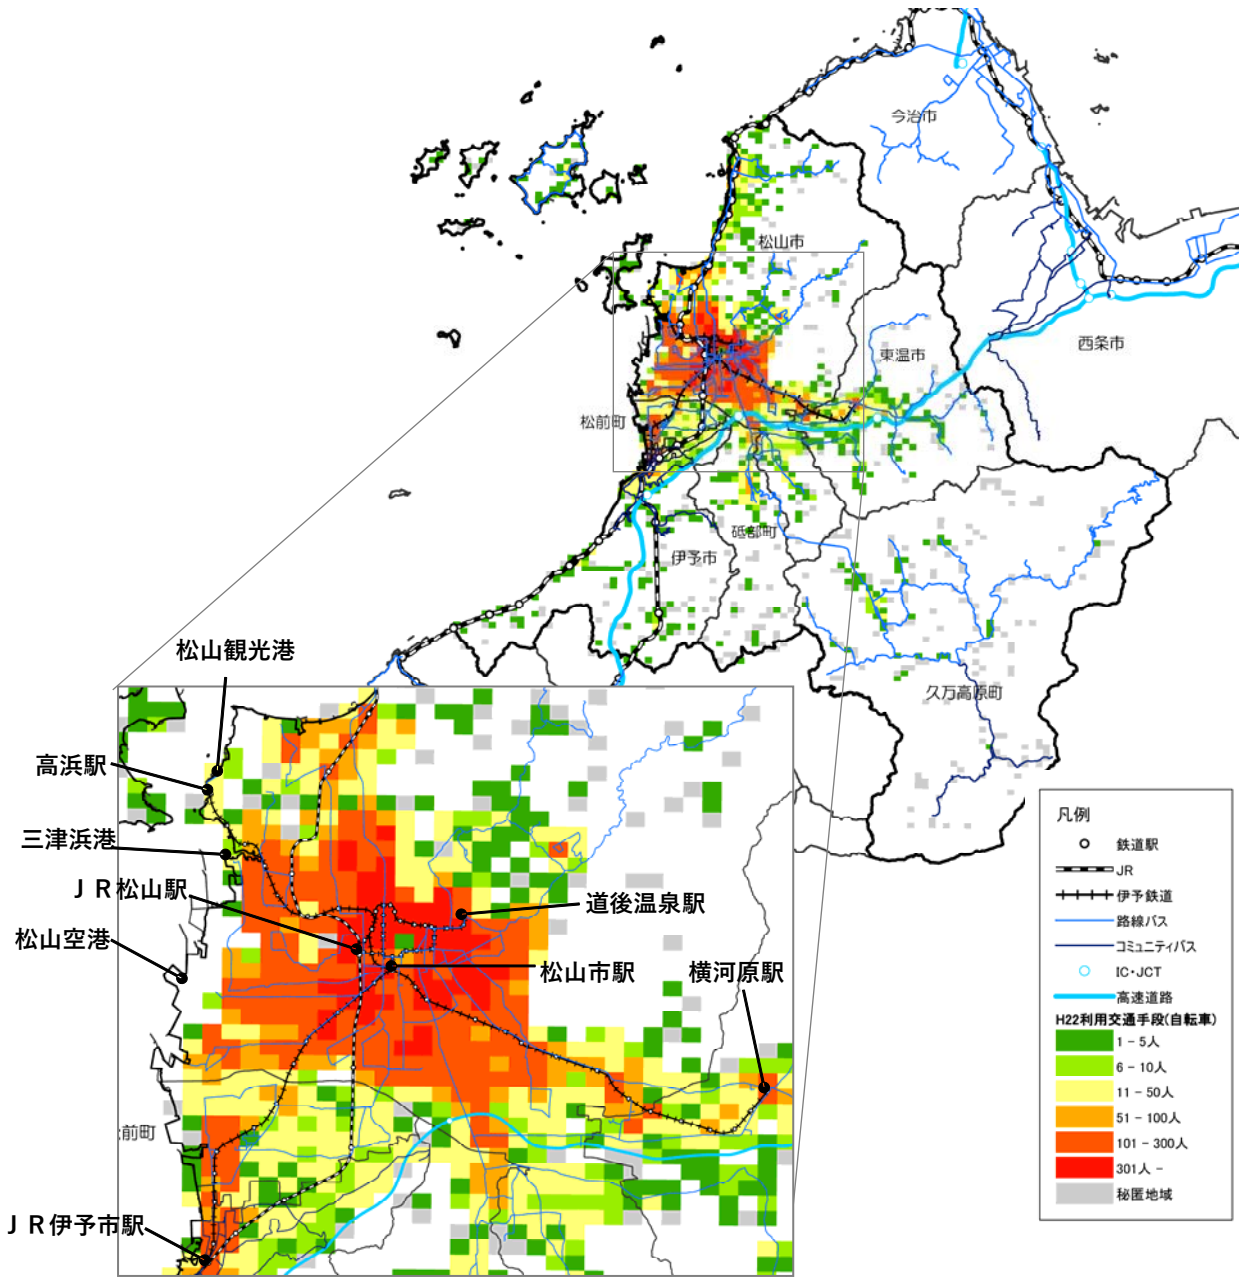 今治市
松山市
西条市
東温市
松前町
砥部町
伊予市
久万高原町
松山観光港
高浜駅
三津浜港
ＪＲ松山駅
道後温泉駅
松山空港
松山市駅
横河原駅
前町
ＪＲ伊予市駅
凡例
鉄道駅
JR
伊予鉄道
路線バス
コミュニティバス
IC・JCT
高速道路
H22利用交通手段(自転車)
1 - 5人
6 - 10人
11 - 50人
51 - 100人
101 - 300人
301人 -
秘匿地域